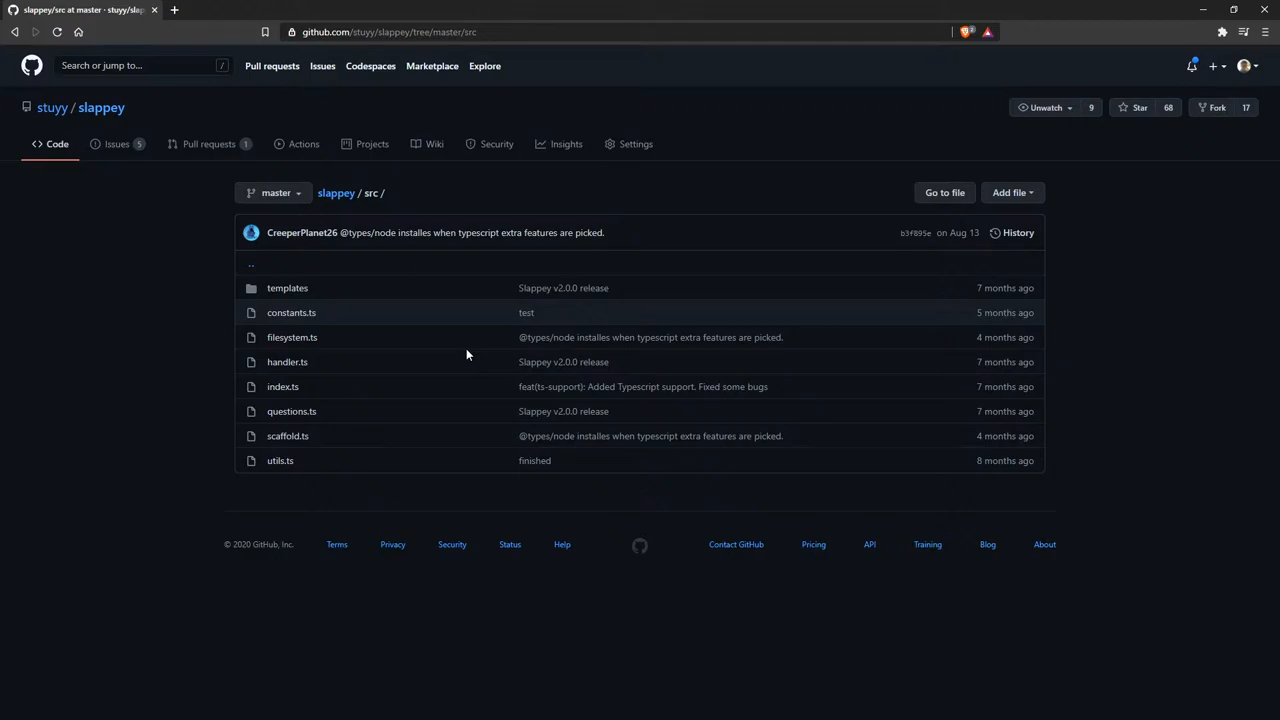 slappey/src at master · stuyy/slap
github.com/stuyy/slappey/tree/master/src
Search or jump to... /
Pull requests Issues Codespaces Marketplace Explore
stuyy / slappey
Unwatch 9 Star 68 Fork 17
Code Issues 5 Pull requests 1 Actions Projects Wiki Security Insights Settings
master slappey / src / Go to file Add file
CreeperPlanet26 @types/node installes when typescript extra features are picked. b3f895e on Aug 13 History
..
templates Slappey v2.0.0 release 7 months ago
constants.ts test 5 months ago
filesystem.ts @types/node installes when typescript extra features are picked. 4 months ago
handler.ts Slappey v2.0.0 release 7 months ago
index.ts feat(ts-support): Added Typescript support. Fixed some bugs 7 months ago
questions.ts Slappey v2.0.0 release 7 months ago
scaffold.ts @types/node installes when typescript extra features are picked. 4 months ago
utils.ts finished 8 months ago
© 2020 GitHub, Inc. Terms Privacy Security Status Help Contact GitHub Pricing API Training Blog About